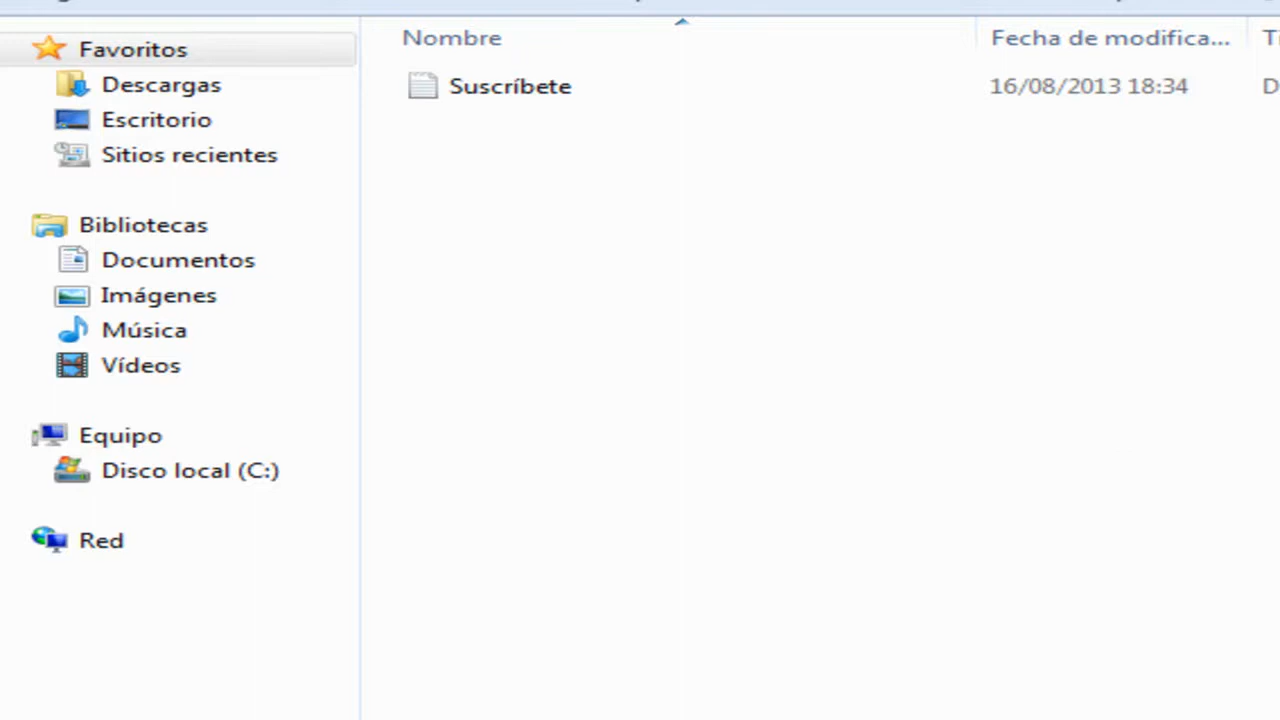 Nombre
Fecha de modifica...
Favoritos
Suscríbete
16/08/2013 18:34
Descargas
Escritorio
Sitios recientes
Bibliotecas
Documentos
Imágenes
Música
Vídeos
Equipo
Disco local (C:)
Red